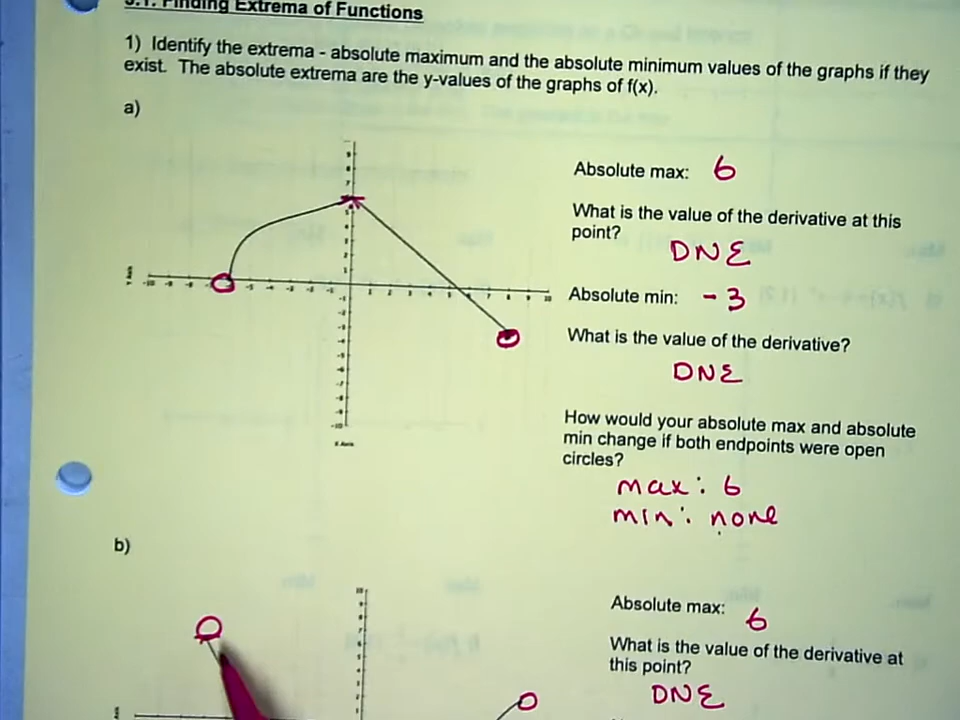 3.1: Finding Extrema of Functions
1) Identify the extrema - absolute maximum and the absolute minimum values of the graphs if they
exist. The absolute extrema are the y-values of the graphs of f(x).
a)
Absolute max: 6
What is the value of the derivative at this
point?
DNE
Absolute min: -3
What is the value of the derivative?
DNE
How would your absolute max and absolute
min change if both endpoints were open
circles?
max: 6
min: none
b)
Absolute max: 6
What is the value of the derivative at
this point?
DNE